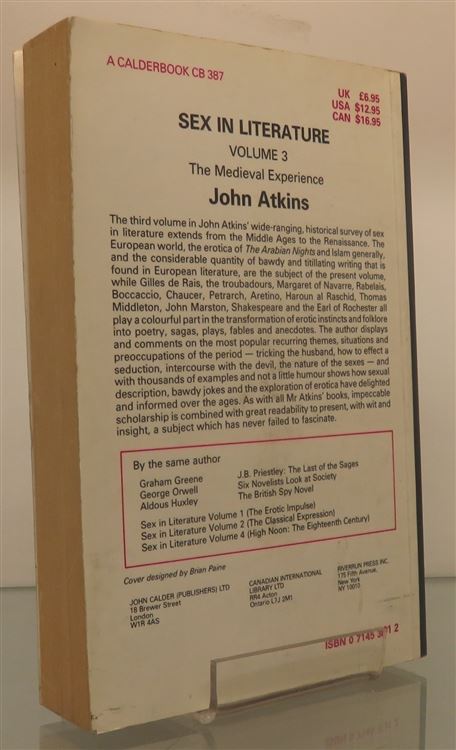 A CALDERBOOK CB 387
UK £6.95
USA $12.95
CAN $16.95
SEX IN LITERATURE
VOLUME 3
The Medieval Experience
John Atkins
The third volume in John Atkins' wide-ranging, historical survey of sex
in literature extends from the Middle Ages to the Renaissance. The
European world, the erotica of The Arabian Nights and Islam generally,
and the considerable quantity of bawdy and titillating writing that is
found in European literature, are the subject of the present volume,
while Gilles de Rais, the troubadours, Margaret of Navarre, Rabelais,
Boccaccio, Chaucer, Petrarch, Aretino, Haroun al Raschid, Thomas
Middleton, John Marston, Shakespeare and the Earl of Rochester all
play a colourful part in the transformation of erotic instincts and folklore
into poetry, sagas, plays, fables and anecdotes. The author displays
and comments on the most popular recurring themes, situations and
preoccupations of the period — tricking the husband, how to effect a
seduction, intercourse with the devil, the nature of the sexes — and
with thousands of examples and not a little humour shows how sexual
description, bawdy jokes and the exploration of erotica have delighted
and informed over the ages. As with all Mr Atkins' books, impeccable
scholarship is combined with great readability to present, with wit and
insight, a subject which has never failed to fascinate.
By the same author
Graham Greene
George Orwell
Aldous Huxley
J.B. Priestley: The Last of the Sages
Six Novelists Look at Society
The British Spy Novel
Sex in Literature Volume 1 (The Erotic Impulse)
Sex in Literature Volume 2 (The Classical Expression)
Sex in Literature Volume 4 (High Noon: The Eighteenth Century)
Cover designed by Brian Paine
JOHN CALDER (PUBLISHERS) LTD
18 Brewer Street
London
W1R 4AS
CANADIAN INTERNATIONAL
LIBRARY LTD
RR4 Acton
Ontario L7J 2M1
RIVERRUN PRESS INC.
175 Fifth Avenue,
New York
NY 10010
ISBN 0 7145 2